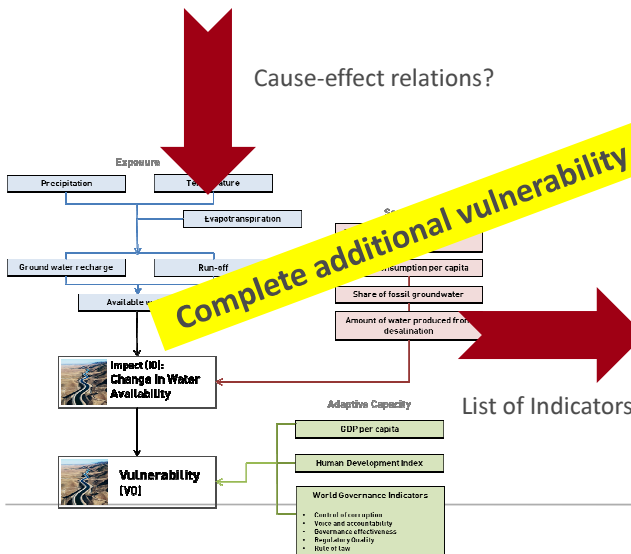 Cause-effect relations?
Exposure
Precipitation
Evapotranspiration
Ground water recharge
Run-off
Available
Complete additional vulnerability
consumption per capita
Share of fossil groundwater
Amount of water produced from
desalination
Impact (I0):
Change in Water
Availability
List of Indicators
Adaptive Capacity
GDP per capita
Human Development Index
Vulnerability
(V0)
World Governance Indicators
• Control of corruption
• Voice and accountability
• Governance effectiveness
• Regulatory Quality
• Rule of law